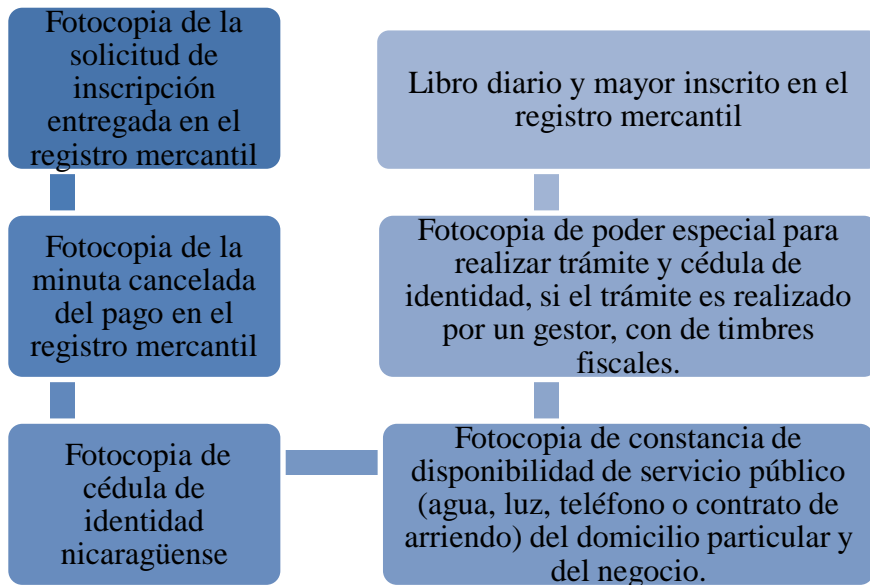 Fotocopia de la
solicitud de
inscripción
entregada en el
registro mercantil
Fotocopia de la
minuta cancelada
del pago en el
registro mercantil
Fotocopia de
cédula de
identidad
nicaragüense
Fotocopia de constancia de
disponibilidad de servicio público
(agua, luz, teléfono o contrato de
arriendo) del domicilio particular y
del negocio.
Fotocopia de poder especial para
realizar trámite y cédula de
identidad, si el trámite es realizado
por un gestor, con de timbres
fiscales.
Libro diario y mayor inscrito en el
registro mercantil